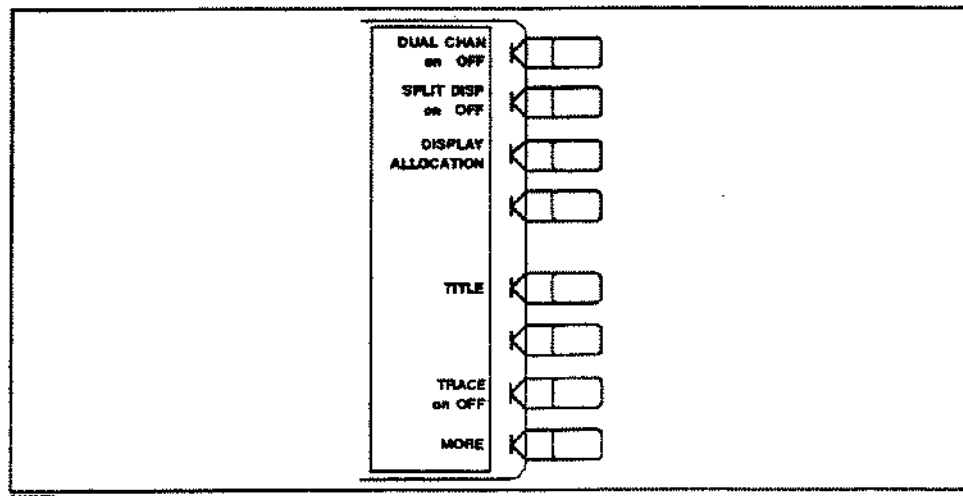 DUAL CHAN
on OFF
SPLIT DISP
on OFF
DISPLAY
ALLOCATION
TITLE
TRACE
on OFF
MORE